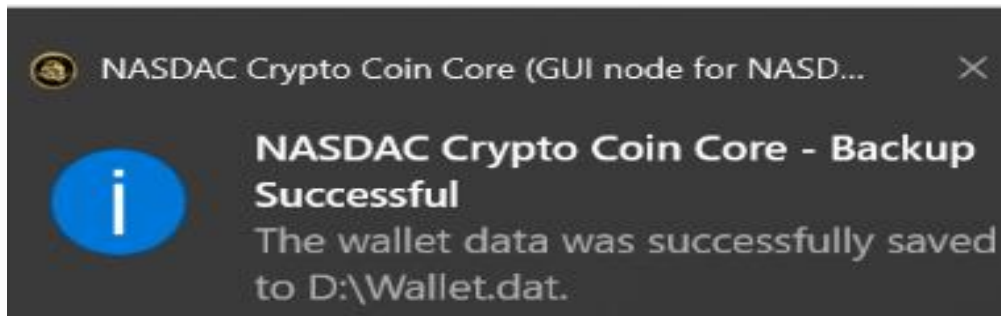 NASDAC Crypto Coin Core (GUI node for NASD...
NASDAC Crypto Coin Core - Backup
Successful
The wallet data was successfully saved
to D:\Wallet.dat.